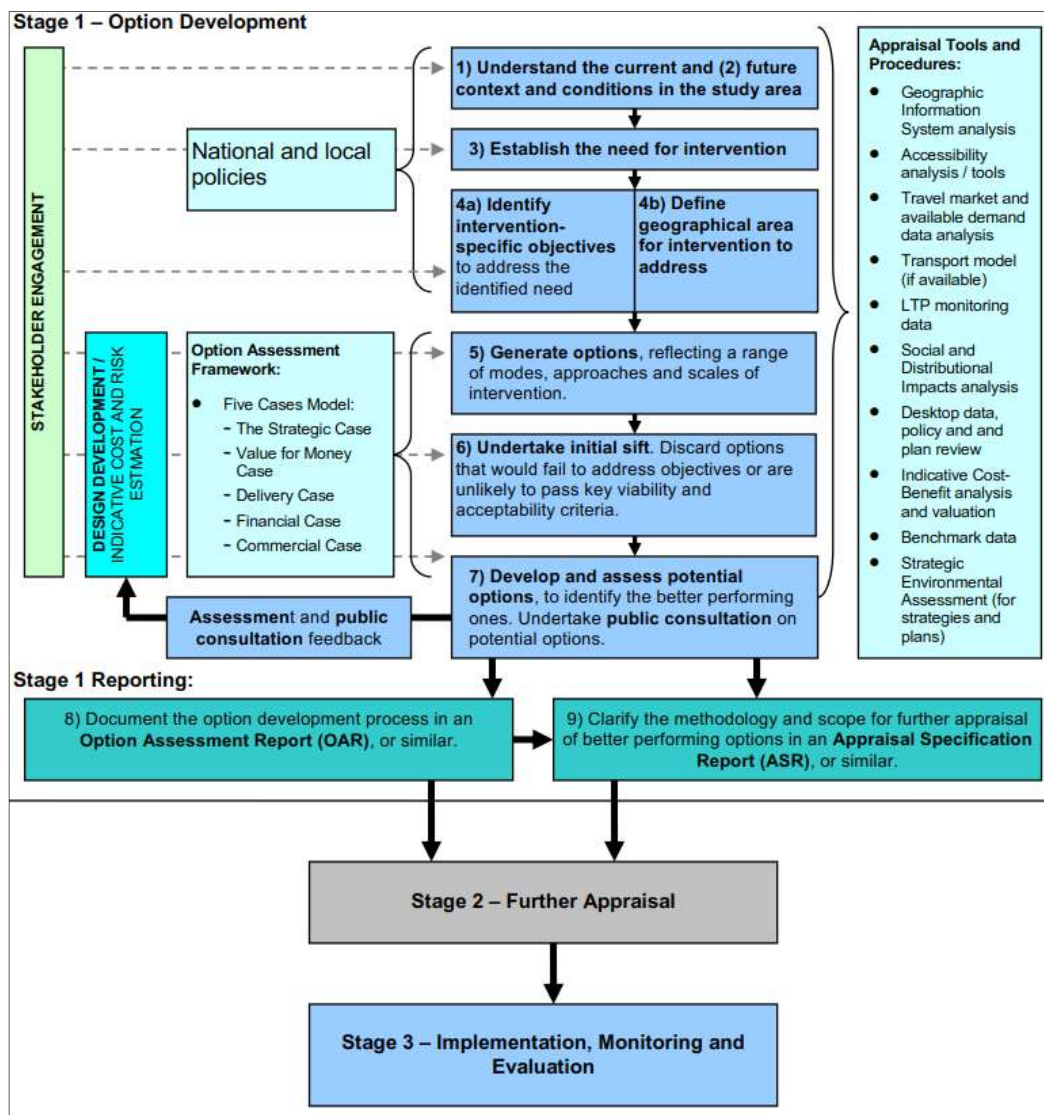 Stage 1 – Option Development
STAKEHOLDER ENGAGEMENT
National and local
policies
1) Understand the current and (2) future
context and conditions in the study area
3) Establish the need for intervention
4a) Identify
intervention-
specific objectives
to address the
identified need
4b) Define
geographical area
for intervention to
address
DESIGN DEVELOPMENT /
INDICATIVE COST AND RISK
ESTMATION
Option Assessment
Framework:
● Five Cases Model:
- The Strategic Case
- Value for Money
Case
- Delivery Case
- Financial Case
- Commercial Case
5) Generate options, reflecting a range
of modes, approaches and scales of
intervention.
6) Undertake initial sift. Discard options
that would fail to address objectives or are
unlikely to pass key viability and
acceptability criteria.
7) Develop and assess potential
options, to identify the better performing
ones. Undertake public consultation on
potential options.
Assessment and public
consultation feedback
Appraisal Tools and
Procedures:
● Geographic
Information
System analysis
● Accessibility
analysis / tools
● Travel market and
available demand
data analysis
● Transport model
(if available)
● LTP monitoring
data
● Social and
Distributional
Impacts analysis
● Desktop data,
policy and and
plan review
● Indicative Cost-
Benefit analysis
and valuation
● Benchmark data
● Strategic
Environmental
Assessment (for
strategies and
plans)
Stage 1 Reporting:
8) Document the option development process in an
Option Assessment Report (OAR), or similar.
9) Clarify the methodology and scope for further appraisal
of better performing options in an Appraisal Specification
Report (ASR), or similar.
Stage 2 – Further Appraisal
Stage 3 – Implementation, Monitoring and
Evaluation